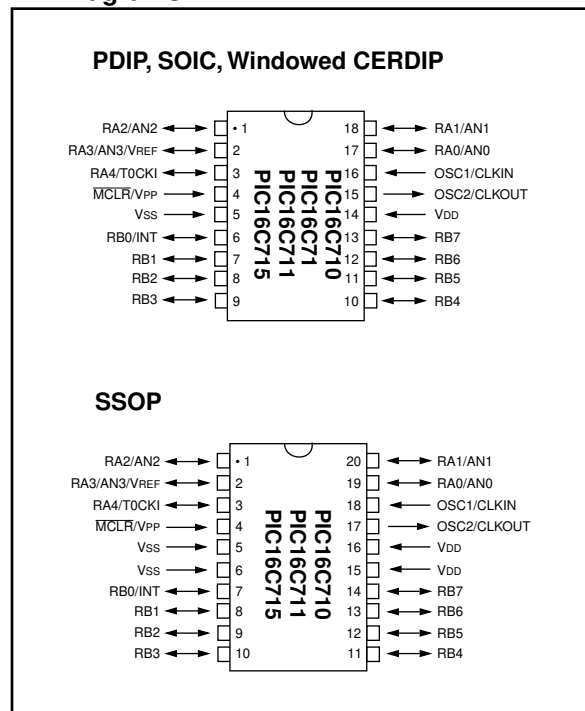 PDIP, SOIC, Windowed CERDIP
RA2/AN2 • 1 18 RA1/AN1
RA3/AN3/VREF 2 17 RA0/AN0
RA4/T0CKI 3 16 OSC1/CLKIN
MCLR/VPP 4 15 OSC2/CLKOUT
VSS 5 14 VDD
RB0/INT 6 13 RB7
RB1 7 12 RB6
RB2 8 11 RB5
RB3 9 10 RB4
PIC16C710
PIC16C71
PIC16C711
PIC16C715
SSOP
RA2/AN2 • 1 20 RA1/AN1
RA3/AN3/VREF 2 19 RA0/AN0
RA4/T0CKI 3 18 OSC1/CLKIN
MCLR/VPP 4 17 OSC2/CLKOUT
VSS 5 16 VDD
VSS 6 15 VDD
RB0/INT 7 14 RB7
RB1 8 13 RB6
RB2 9 12 RB5
RB3 10 11 RB4
PIC16C710
PIC16C711
PIC16C715